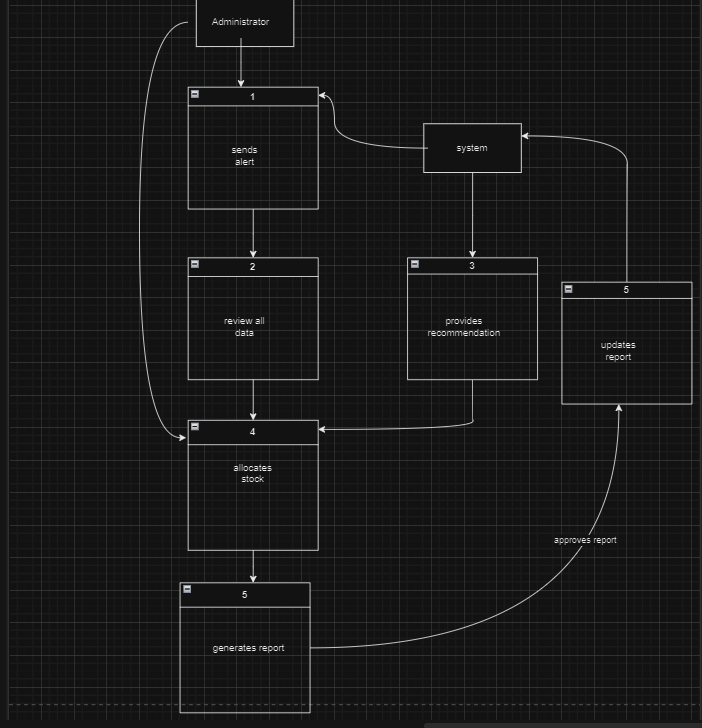 Administrator
1
sends
alert
system
2
review all
data
3
provides
recommendation
5
updates
report
4
allocates
stock
approves report
5
generates report